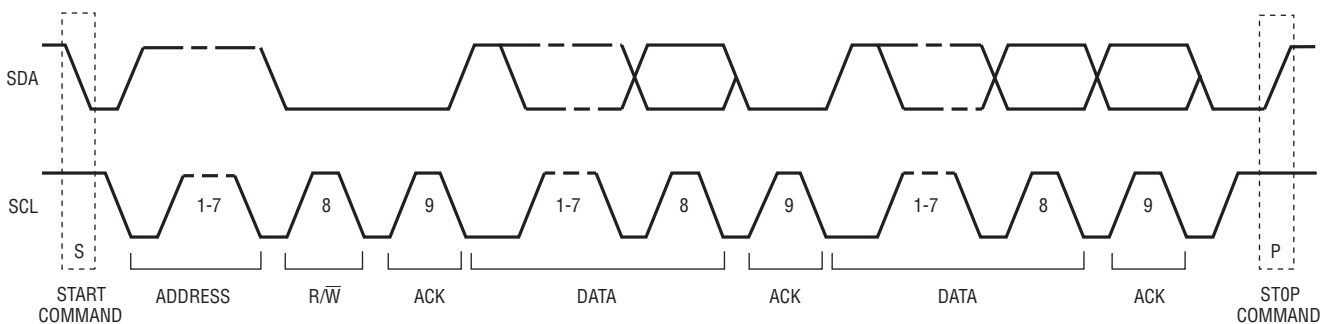 SDA
SCL
1-7
8
9
1-7
8
9
1-7
8
9
S
P
START
COMMAND
ADDRESS
R/W̅
ACK
DATA
ACK
DATA
ACK
STOP
COMMAND